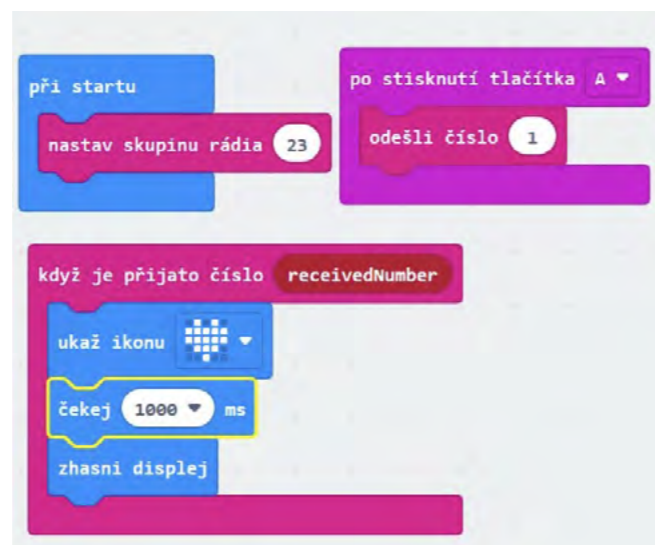 při startu
nastav skupinu rádia 23
po stisknutí tlačítka A
odešli číslo 1
když je přijato číslo receivedNumber
ukaž ikonu
čekej 1000 ms
zhasni displej